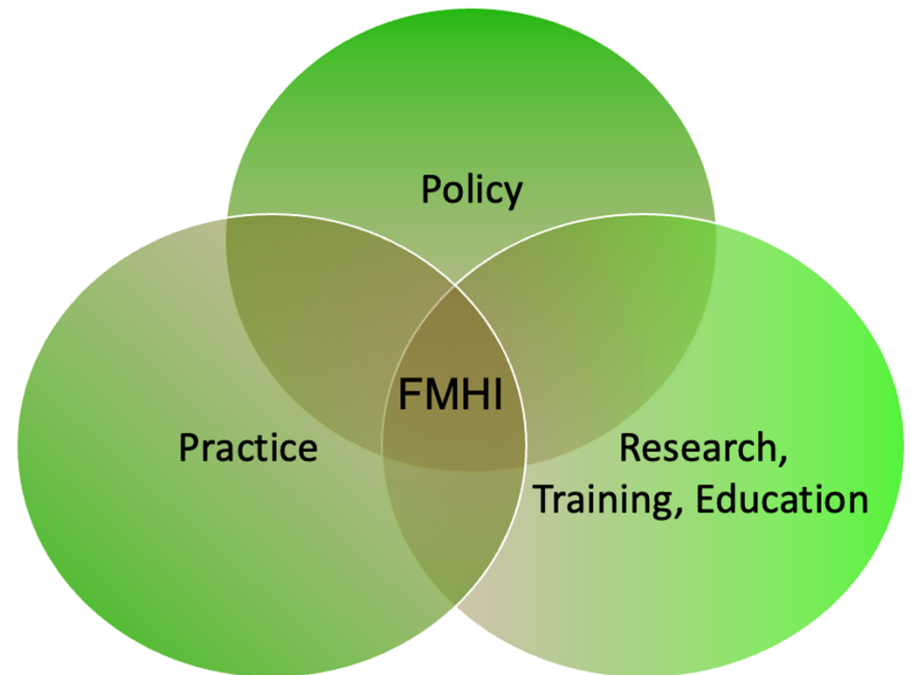 Policy
FMHI
Practice
Research,
Training, Education